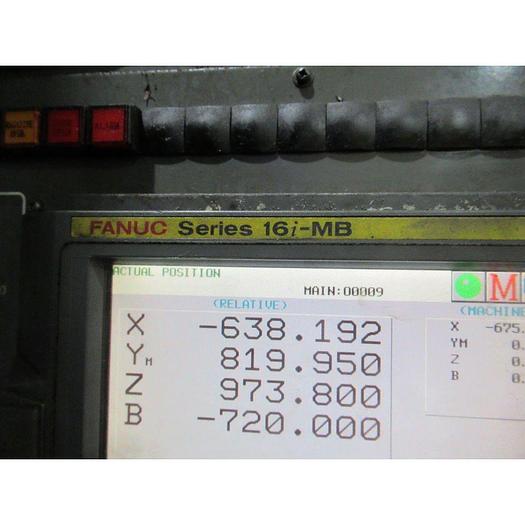 ALARM
FANUC Series 16i-MB
ACTUAL POSITION
MAIN:O0009
M
(RELATIVE)
(MACHINE
X -638.192
YM 819.950
Z 973.800
B -720.000
X -675.
YM 0.
Z 0.
B 0.